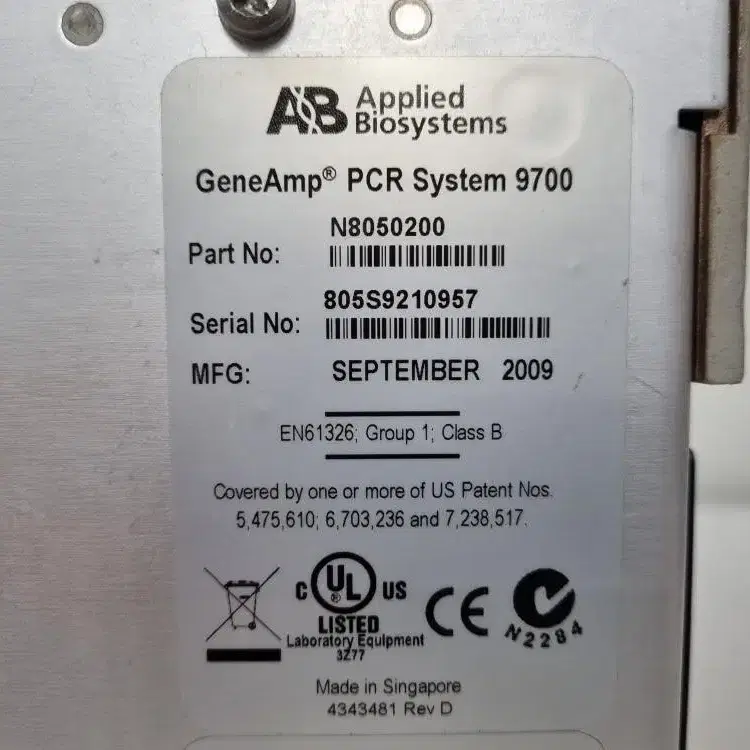 AB Applied
Biosystems
GeneAmp® PCR System 9700
N8050200
Part No:
805S9210957
Serial No:
MFG: SEPTEMBER 2009
EN61326; Group 1; Class B
Covered by one or more of US Patent Nos.
5,475,610; 6,703,236 and 7,238,517.
C UL® US
LISTED
Laboratory Equipment
3Z77
CE
N2284
Made in Singapore
4343481 Rev D